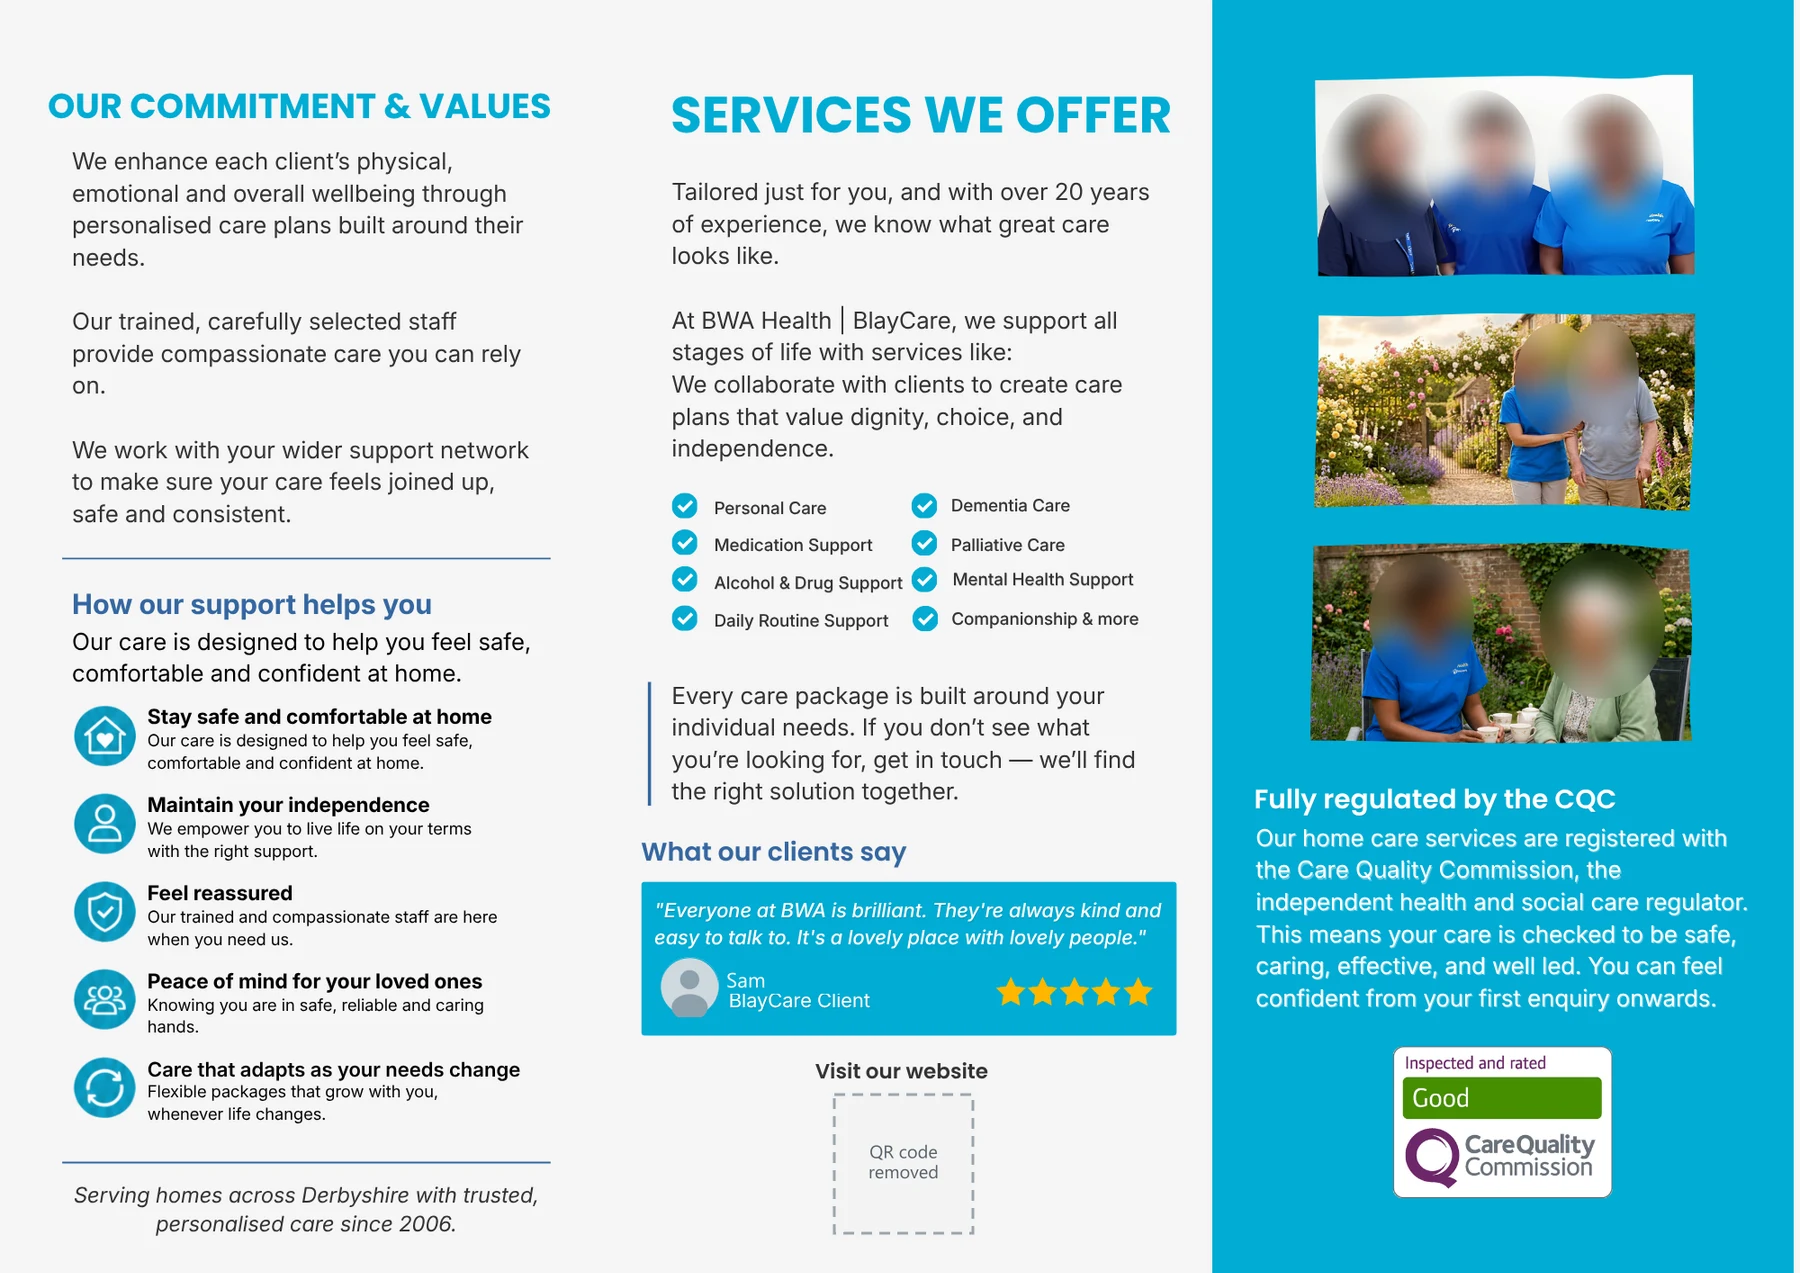 OUR COMMITMENT & VALUES
We enhance each client’s physical,
emotional and overall wellbeing through
personalised care plans built around their
needs.
Our trained, carefully selected staff
provide compassionate care you can rely
on.
We work with your wider support network
to make sure your care feels joined up,
safe and consistent.
How our support helps you
Our care is designed to help you feel safe,
comfortable and confident at home.
Stay safe and comfortable at home
Our care is designed to help you feel safe,
comfortable and confident at home.
Maintain your independence
We empower you to live life on your terms
with the right support.
Feel reassured
Our trained and compassionate staff are here
when you need us.
Peace of mind for your loved ones
Knowing you are in safe, reliable and caring
hands.
Care that adapts as your needs change
Flexible packages that grow with you,
whenever life changes.
Serving homes across Derbyshire with trusted,
personalised care since 2006.
SERVICES WE OFFER
Tailored just for you, and with over 20 years
of experience, we know what great care
looks like.
At BWA Health | BlayCare, we support all
stages of life with services like:
We collaborate with clients to create care
plans that value dignity, choice, and
independence.
Personal Care
Medication Support
Alcohol & Drug Support
Daily Routine Support
Dementia Care
Palliative Care
Mental Health Support
Companionship & more
Every care package is built around your
individual needs. If you don’t see what
you’re looking for, get in touch — we’ll find
the right solution together.
What our clients say
"Everyone at BWA is brilliant. They're always kind and
easy to talk to. It's a lovely place with lovely people."
Sam
BlayCare Client
Visit our website
QR code
removed
Fully regulated by the CQC
Our home care services are registered with
the Care Quality Commission, the
independent health and social care regulator.
This means your care is checked to be safe,
caring, effective, and well led. You can feel
confident from your first enquiry onwards.
Inspected and rated
Good
CareQuality
Commission